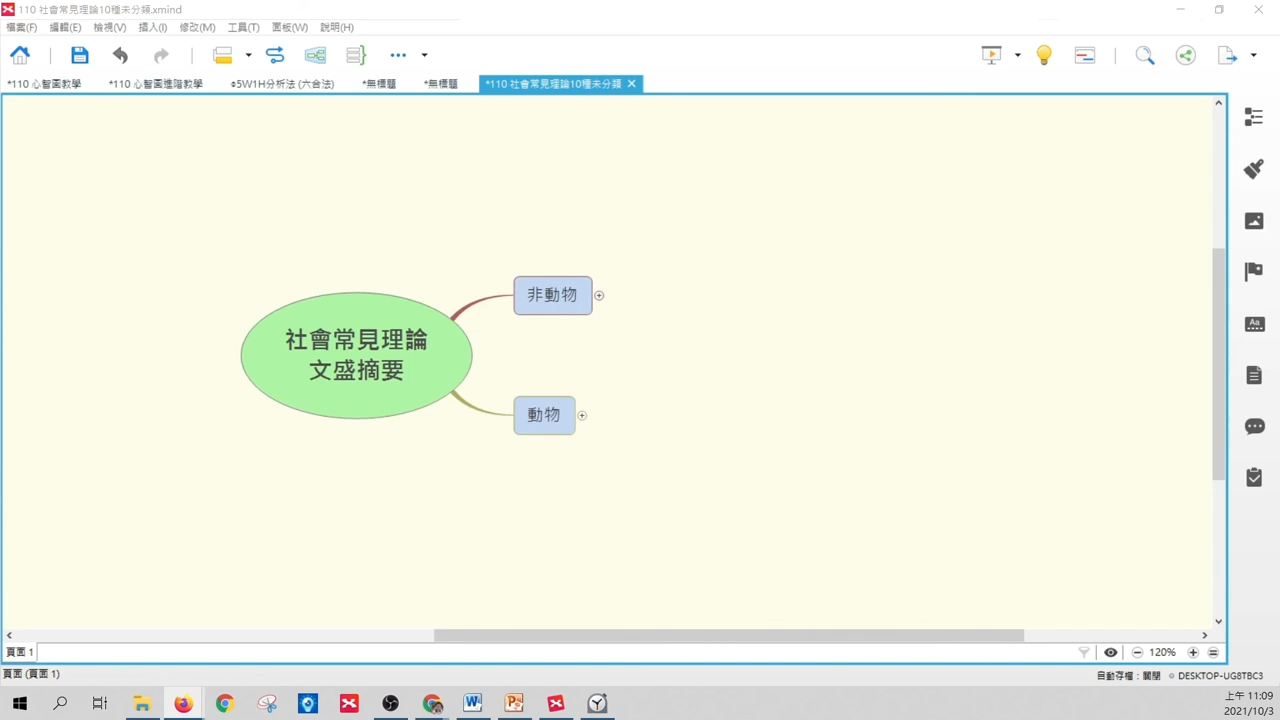 110 社會常見理論10種未分類.xmind
檔案(F) 編輯(E) 檢視(V) 插入(I) 修改(M) 工具(T) 面板(W) 說明(H)
*110 心智圖教學 *110 心智圖進階教學 Φ5W1H分析法 (六合法) *無標題 *無標題 *110 社會常見理論10種未分類
非動物
社會常見理論
文盛摘要
動物
Aa
頁面 1
120%
頁面 (頁面 1)
自動存檔：關閉 DESKTOP-UG8TBC3
上午 11:09
2021/10/3